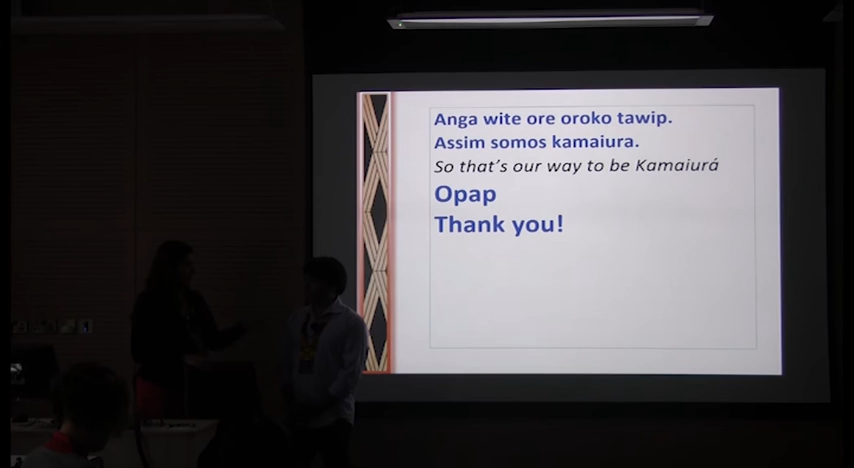 Anga wite ore oroko tawip.
Assim somos kamaiura.
So that's our way to be Kamaiurá
Opap
Thank you!